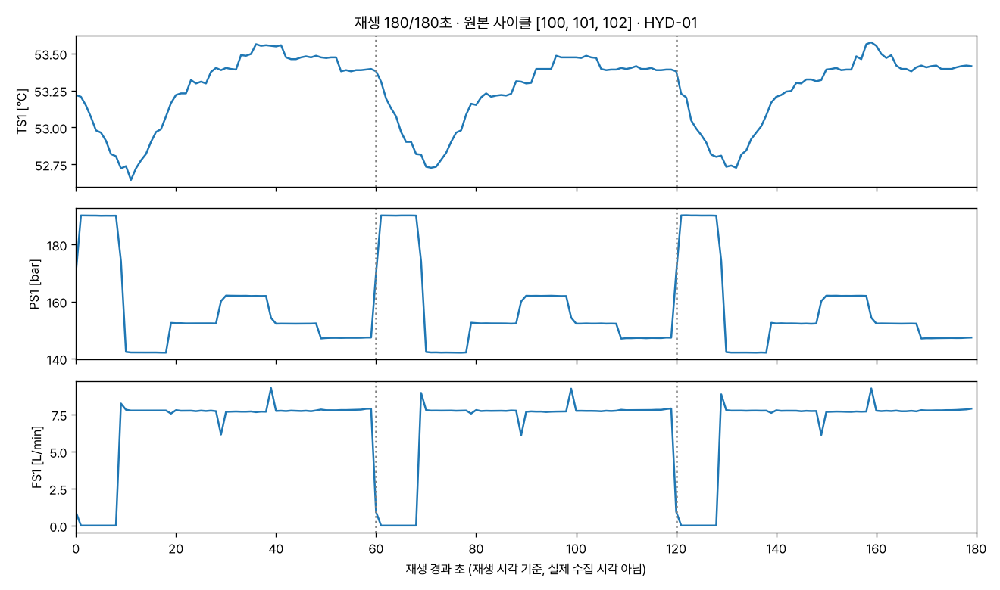 재생 180/180초 · 원본 사이클 [100, 101, 102] · HYD-01
TS1 [°C]
53.50
53.25
53.00
52.75
PS1 [bar]
180
160
140
FS1 [L/min]
7.5
5.0
2.5
0.0
0 20 40 60 80 100 120 140 160 180
재생 경과 초 (재생 시각 기준, 실제 수집 시각 아님)